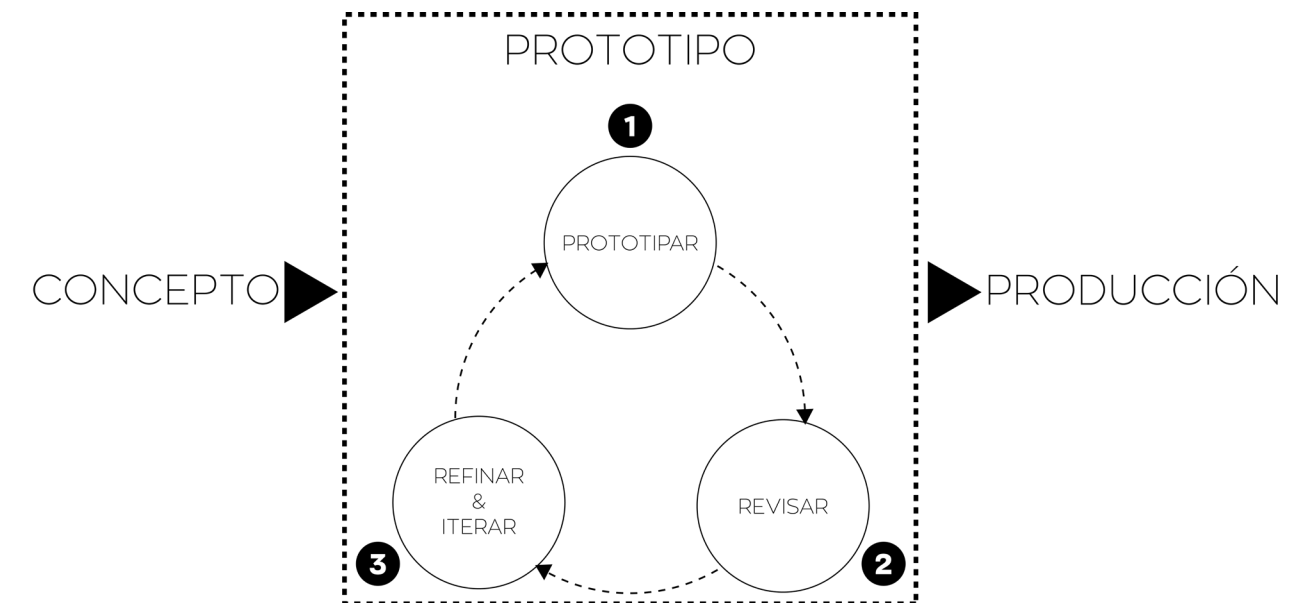 PROTOTIPO
1
PROTOTIPAR
CONCEPTO
PRODUCCIÓN
REFINAR
&
ITERAR
REVISAR
3
2